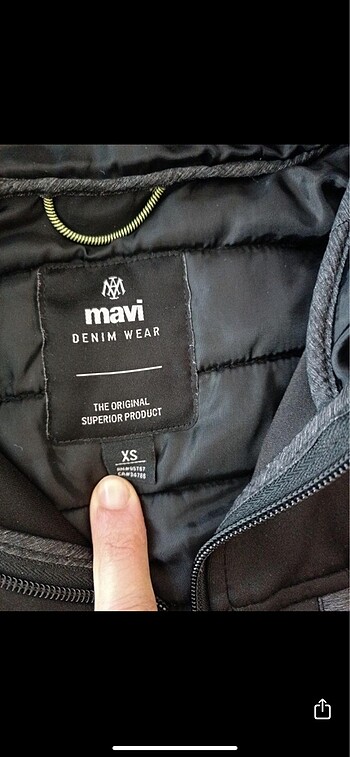 mavi
DENIM WEAR
THE ORIGINAL
SUPERIOR PRODUCT
XS